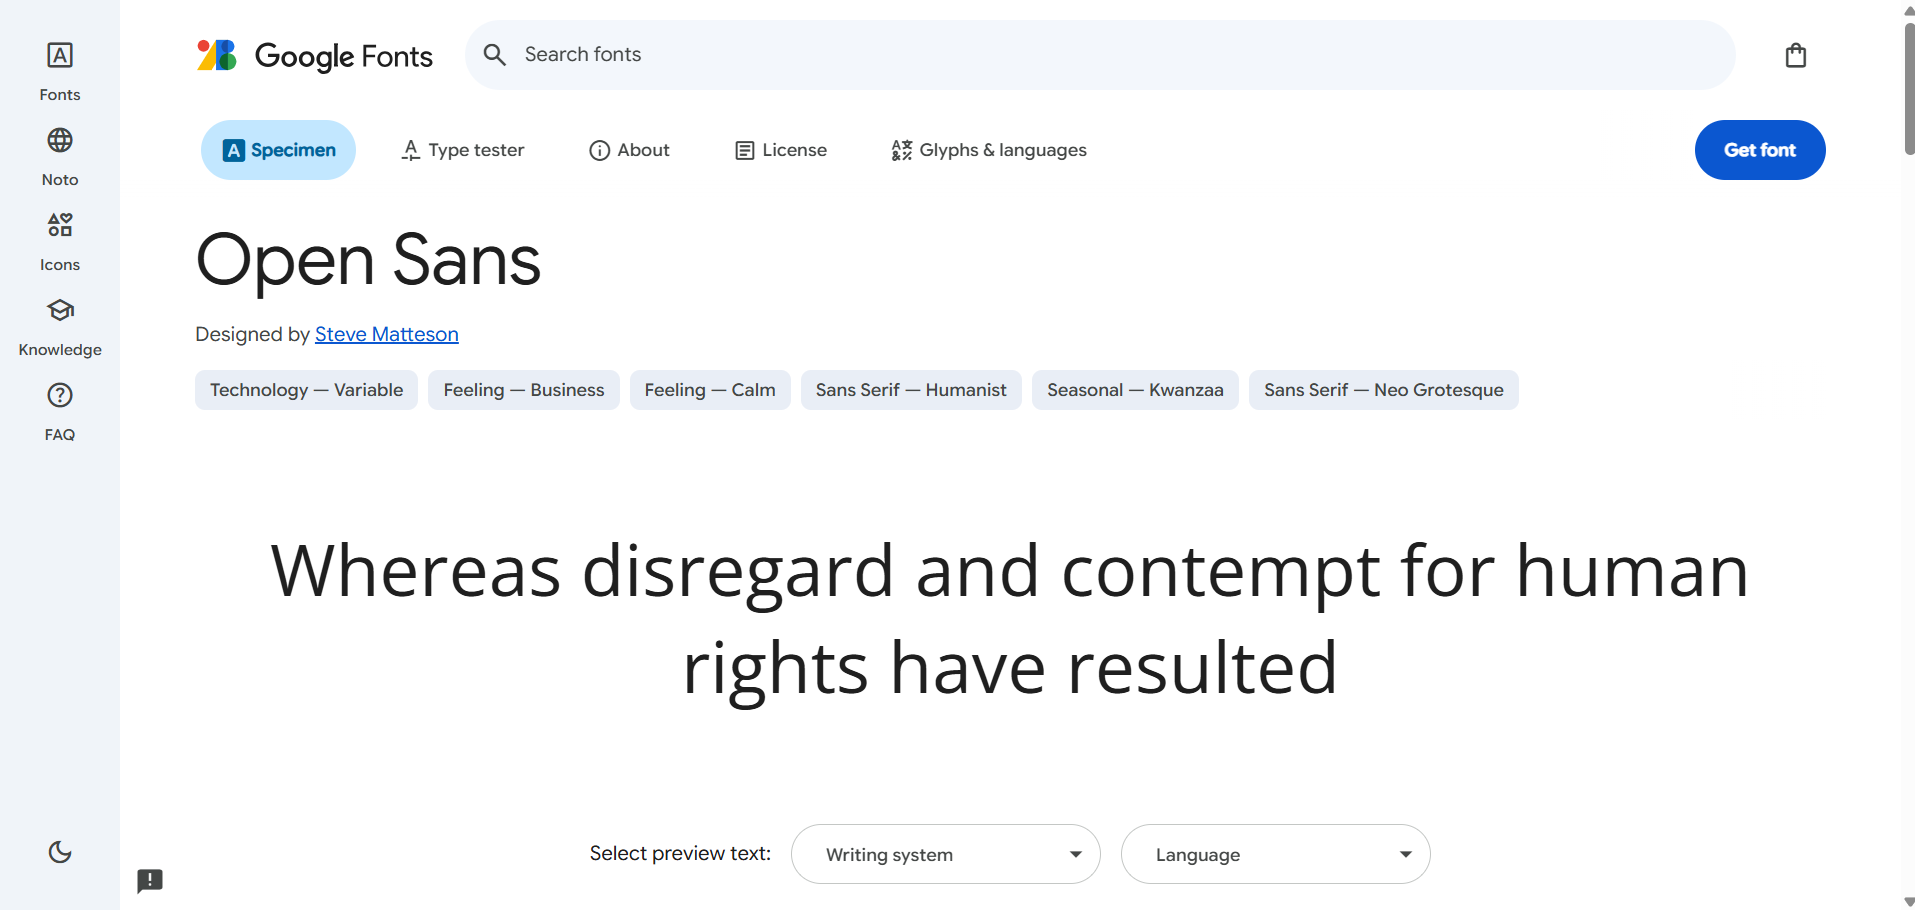 Fonts
Noto
Icons
Knowledge
FAQ
Google Fonts
Search fonts
Specimen
Type tester
About
License
Glyphs & languages
Get font
Open Sans
Designed by Steve Matteson
Technology — Variable
Feeling — Business
Feeling — Calm
Sans Serif — Humanist
Seasonal — Kwanzaa
Sans Serif — Neo Grotesque
Whereas disregard and contempt for human
rights have resulted
Select preview text:
Writing system
Language